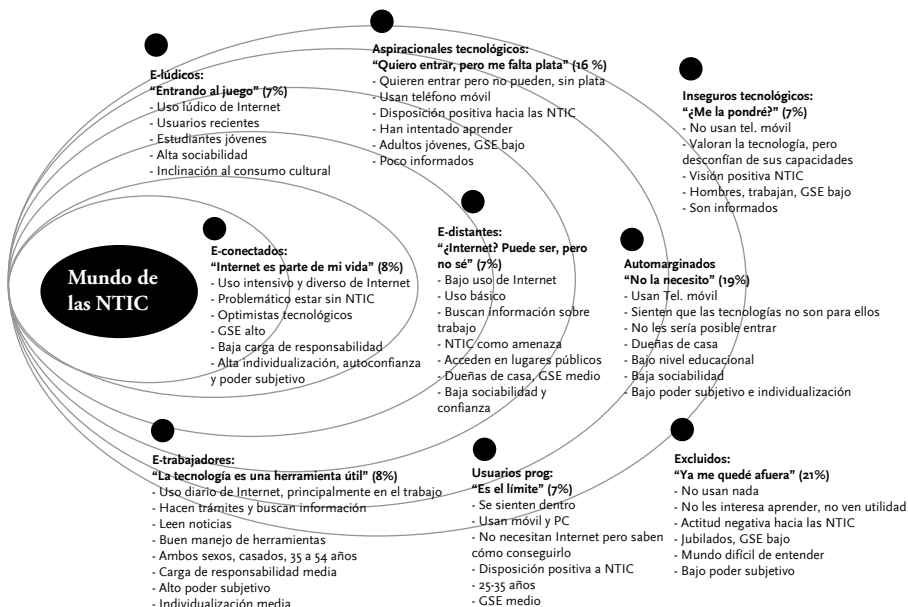 E-lúdicos:
“Entrando al juego” (7%)
- Uso lúdico de Internet
- Usuarios recientes
- Estudiantes jóvenes
- Alta sociabilidad
- Inclinación al consumo cultural
Aspiracionales tecnológicos:
“Quiero entrar, pero me falta plata” (16 %)
- Quieren entrar pero no pueden, sin plata
- Usan teléfono móvil
- Disposición positiva hacia las NTIC
- Han intentado aprender
- Adultos jóvenes, GSE bajo
- Poco informados
Inseguros tecnológicos:
“¿Me la pondré?” (7%)
- No usan tel. móvil
- Valoran la tecnología, pero
desconfían de sus capacidades
- Visión positiva NTIC
- Hombres, trabajan, GSE bajo
- Son informados
Mundo de
las NTIC
E-conectados:
“Internet es parte de mi vida” (8%)
- Uso intensivo y diverso de Internet
- Problemático estar sin NTIC
- Optimistas tecnológicos
- GSE alto
- Baja carga de responsabilidad
- Alta individualización, autoconfianza
y poder subjetivo
E-distantes:
“¿Internet? Puede ser, pero
no sé” (7%)
- Bajo uso de Internet
- Uso básico
- Buscan información sobre
trabajo
- NTIC como amenaza
- Acceden en lugares públicos
- Dueñas de casa, GSE medio
- Baja sociabilidad y
confianza
Automarginados
“No la necesito” (19%)
- Usan Tel. móvil
- Sienten que las tecnologías no son para ellos
- No les sería posible entrar
- Dueñas de casa
- Bajo nivel educacional
- Baja sociabilidad
- Bajo poder subjetivo e individualización
E-trabajadores:
“La tecnología es una herramienta útil” (8%)
- Uso diario de Internet, principalmente en el trabajo
- Hacen trámites y buscan información
- Leen noticias
- Buen manejo de herramientas
- Ambos sexos, casados, 35 a 54 años
- Carga de responsabilidad media
- Alto poder subjetivo
- Individualización media
Usuarios prog:
“Es el límite” (7%)
- Se sienten dentro
- Usan móvil y PC
- No necesitan Internet pero saben
cómo conseguirlo
- Disposición positiva a NTIC
- 25-35 años
- GSE medio
Excluidos:
“Ya me quedé afuera” (21%)
- No usan nada
- No les interesa aprender, no ven utilidad
- Actitud negativa hacia las NTIC
- Jubilados, GSE bajo
- Mundo difícil de entender
- Bajo poder subjetivo